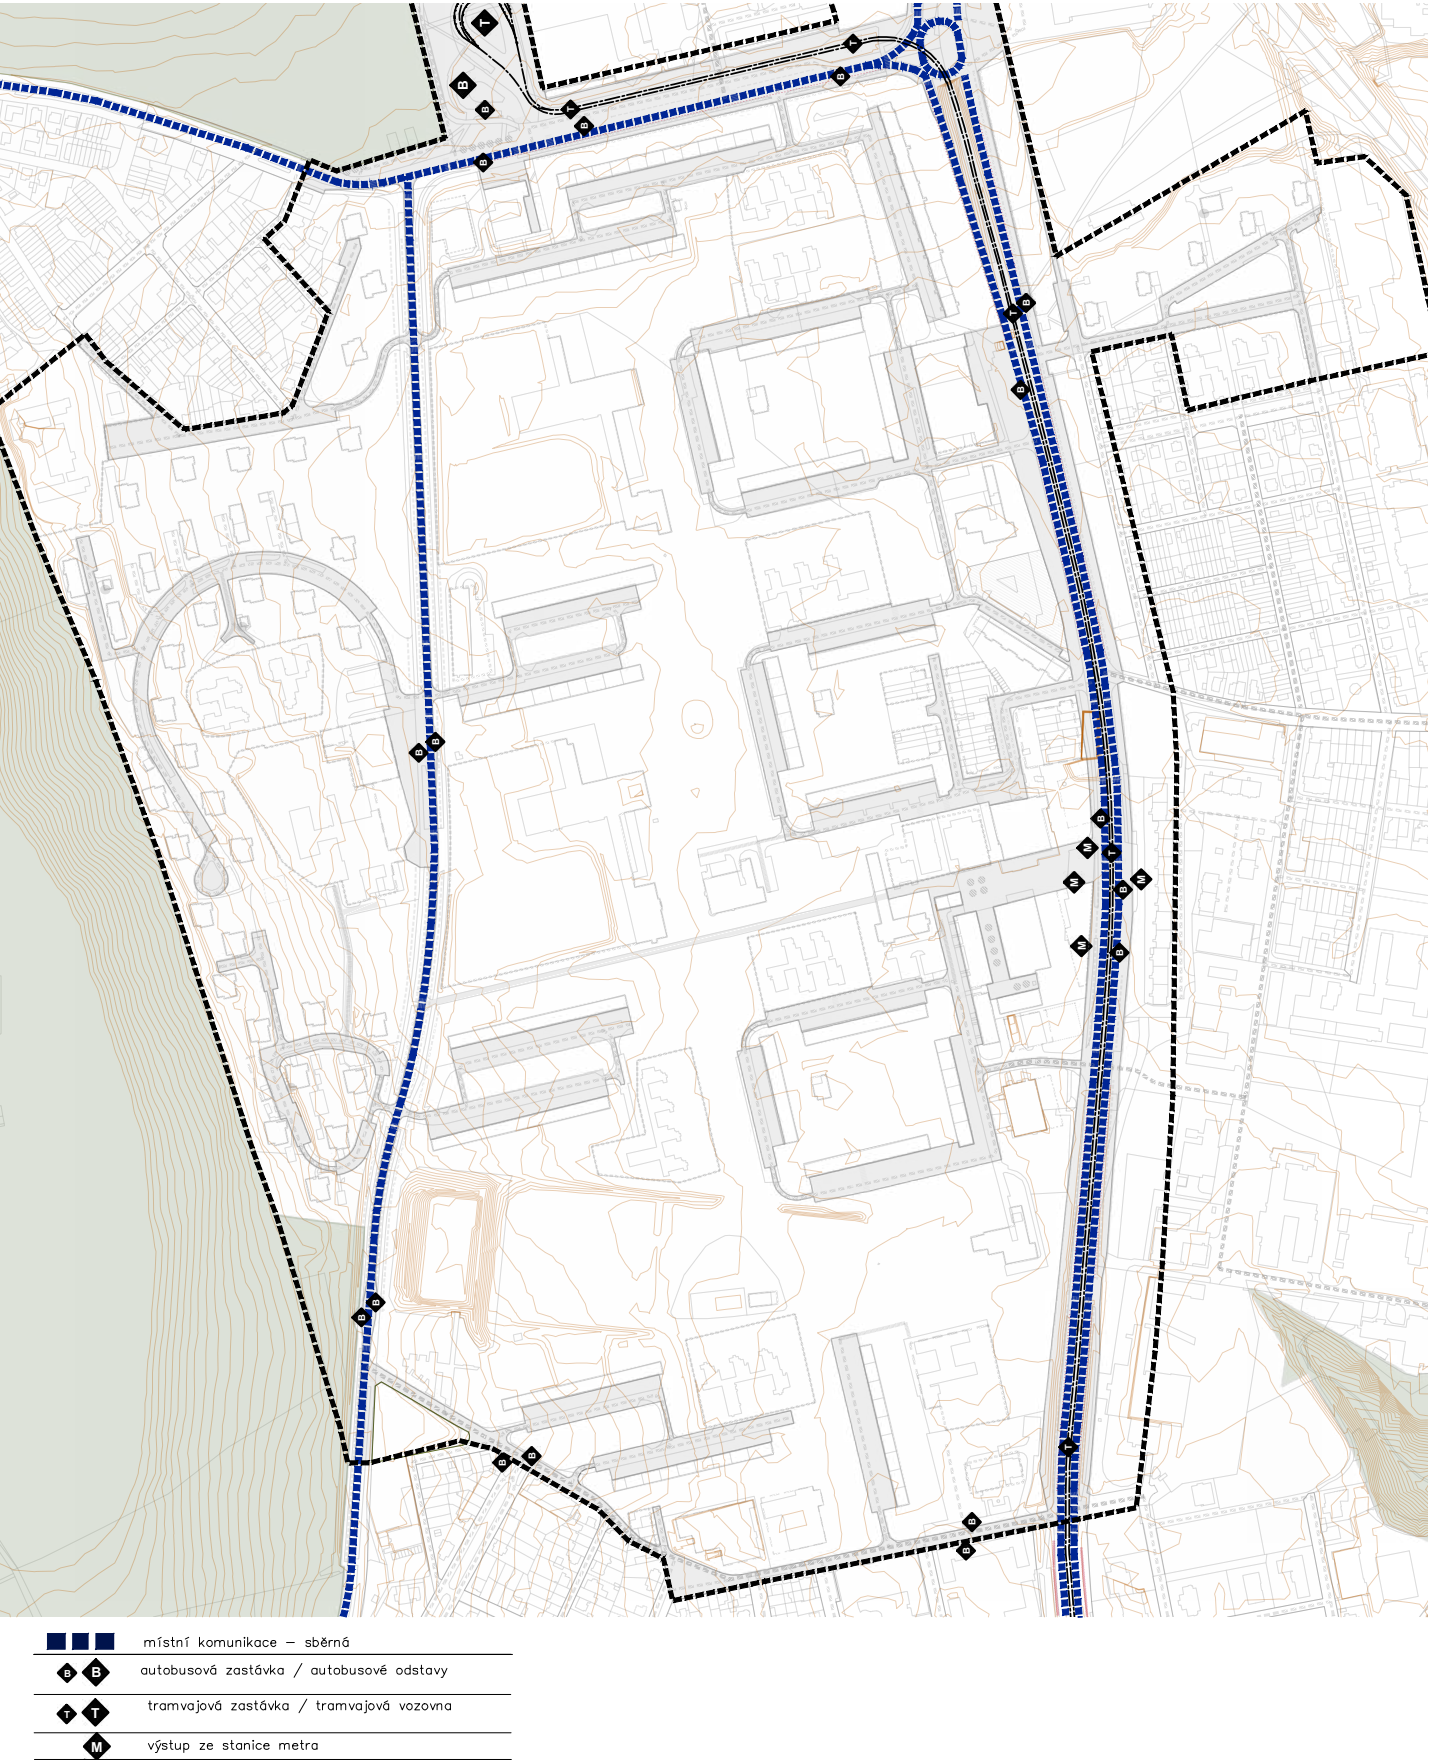 T
T
B
B
B
T
B
B
B
T
B
B
B
B
B
M
T
M
M
B
M
B
B
B
T
B
B
B
B
místní komunikace – sběrná
B B autobusová zastávka / autobusové odstavy
T T tramvajová zastávka / tramvajová vozovna
M výstup ze stanice metra